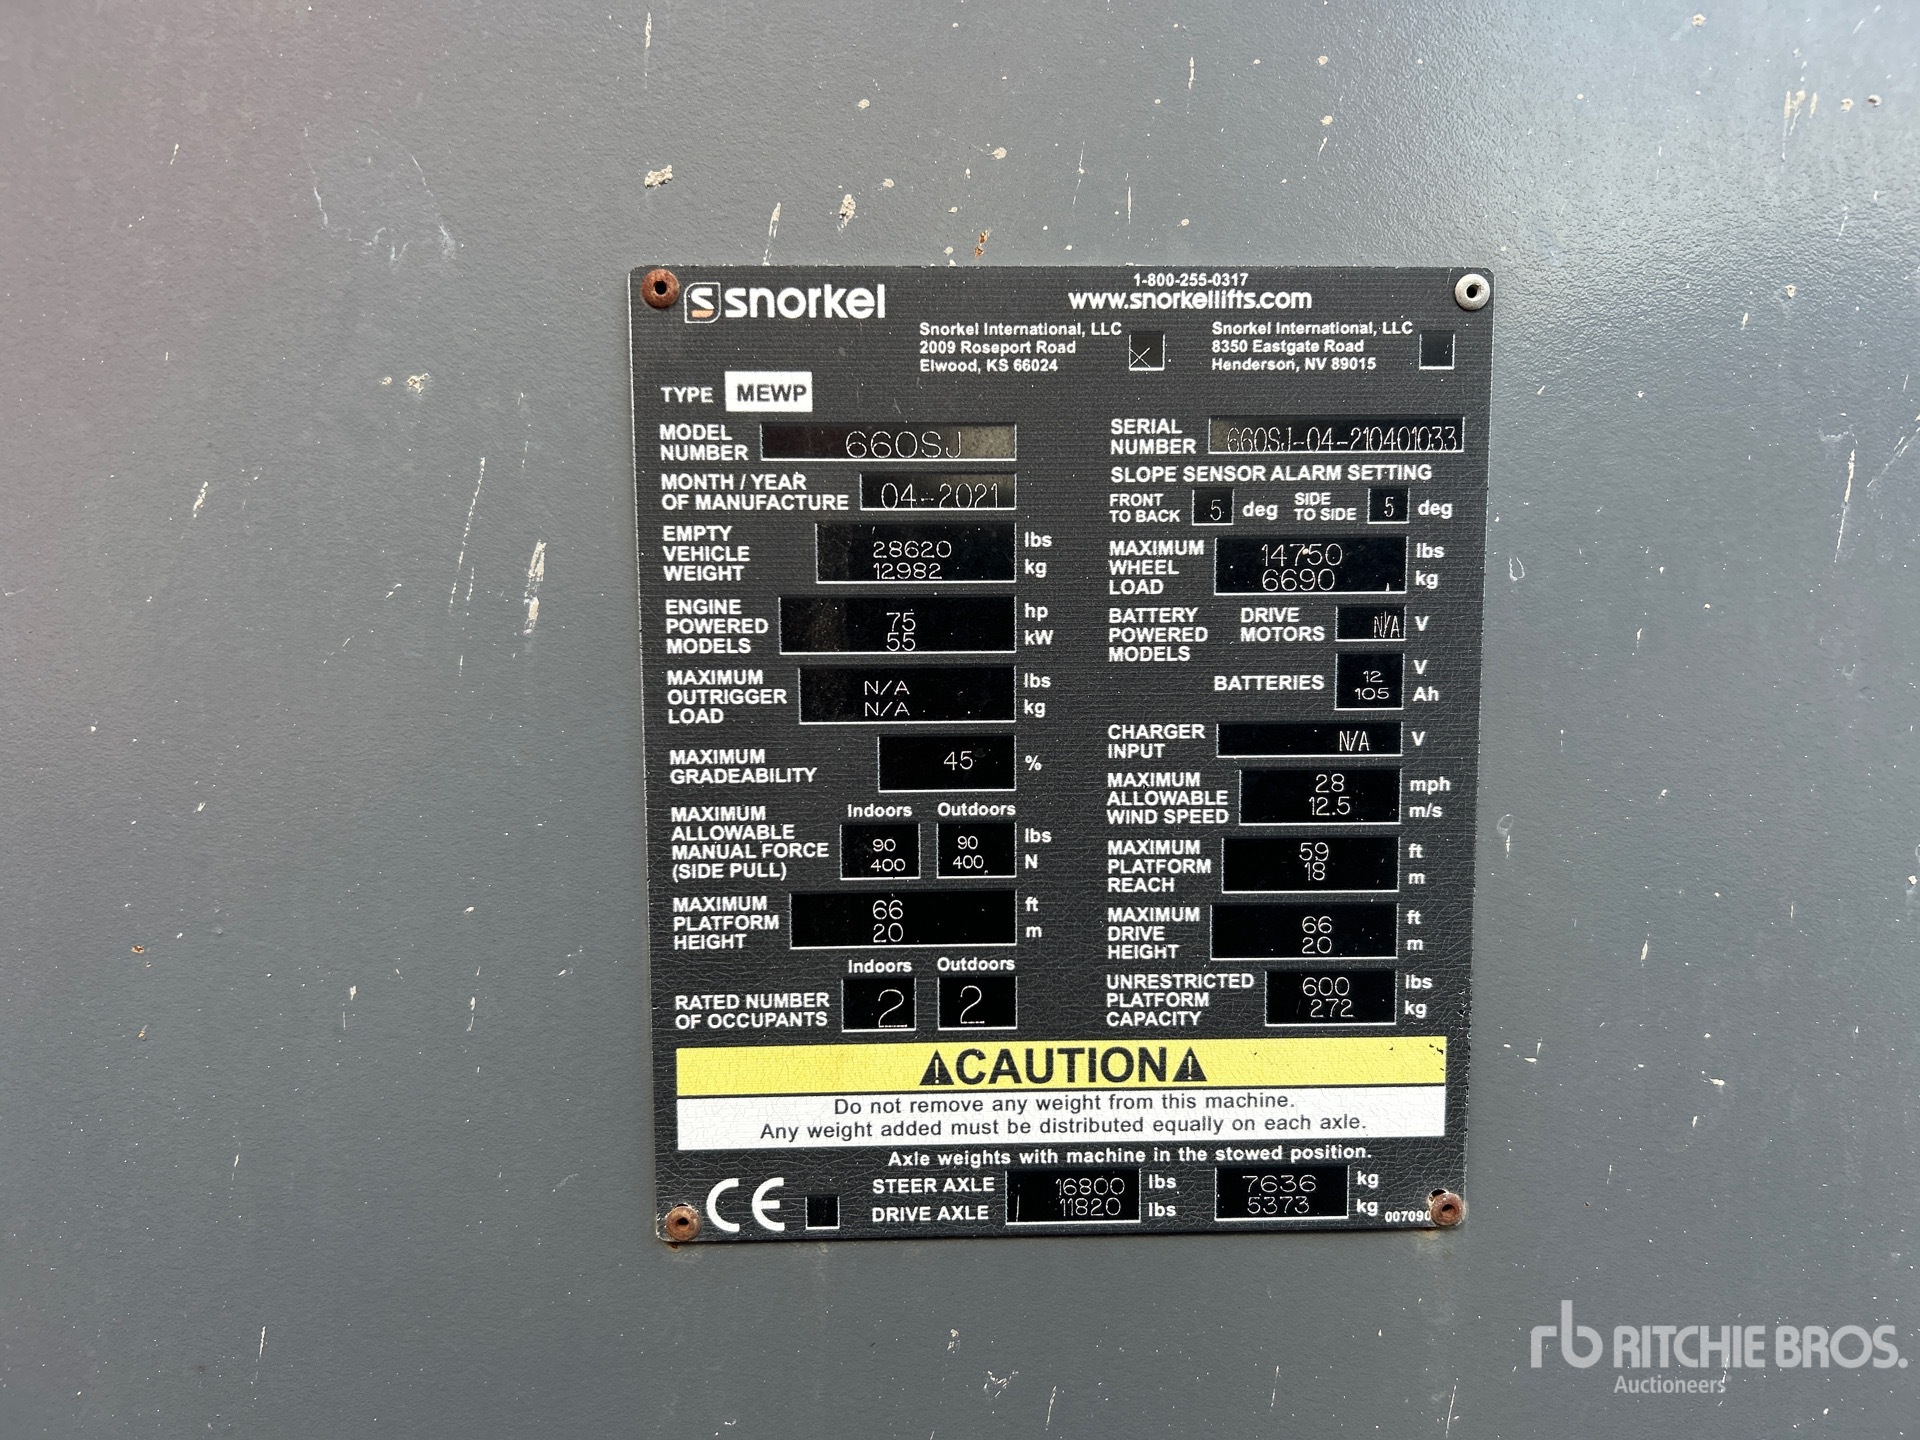 snorkel
1-800-255-0317
www.snorkellifts.com
Snorkel International, LLC
2009 Roseport Road
Elwood, KS 66024
Snorkel International, LLC
8350 Eastgate Road
Henderson, NV 89015
TYPE MEWP
MODEL NUMBER 660SJ
SERIAL NUMBER 660SJ-04-210401033
MONTH / YEAR OF MANUFACTURE 04-2021
SLOPE SENSOR ALARM SETTING
FRONT TO BACK 5 deg SIDE TO SIDE 5 deg
EMPTY VEHICLE WEIGHT 28620 lbs
12982 kg
MAXIMUM WHEEL LOAD 14750 lbs
6690 kg
ENGINE POWERED MODELS 75 hp
55 kW
BATTERY POWERED MODELS DRIVE MOTORS N/A V
BATTERIES 12 V
105 Ah
MAXIMUM OUTRIGGER LOAD N/A lbs
N/A kg
CHARGER INPUT N/A V
MAXIMUM GRADEABILITY 45 %
MAXIMUM ALLOWABLE WIND SPEED 28 mph
12.5 m/s
Indoors Outdoors
MAXIMUM ALLOWABLE MANUAL FORCE (SIDE PULL) 90 90 lbs
400 400 N
MAXIMUM PLATFORM REACH 59 ft
18 m
MAXIMUM PLATFORM HEIGHT 66 ft
20 m
MAXIMUM DRIVE HEIGHT 66 ft
20 m
Indoors Outdoors
RATED NUMBER OF OCCUPANTS 2 2
UNRESTRICTED PLATFORM CAPACITY 600 lbs
272 kg
CAUTION
Do not remove any weight from this machine.
Any weight added must be distributed equally on each axle.
Axle weights with machine in the stowed position.
CE
STEER AXLE 16800 lbs 7636 kg
DRIVE AXLE 11820 lbs 5373 kg
rb RITCHIE BROS.
Auctioneers